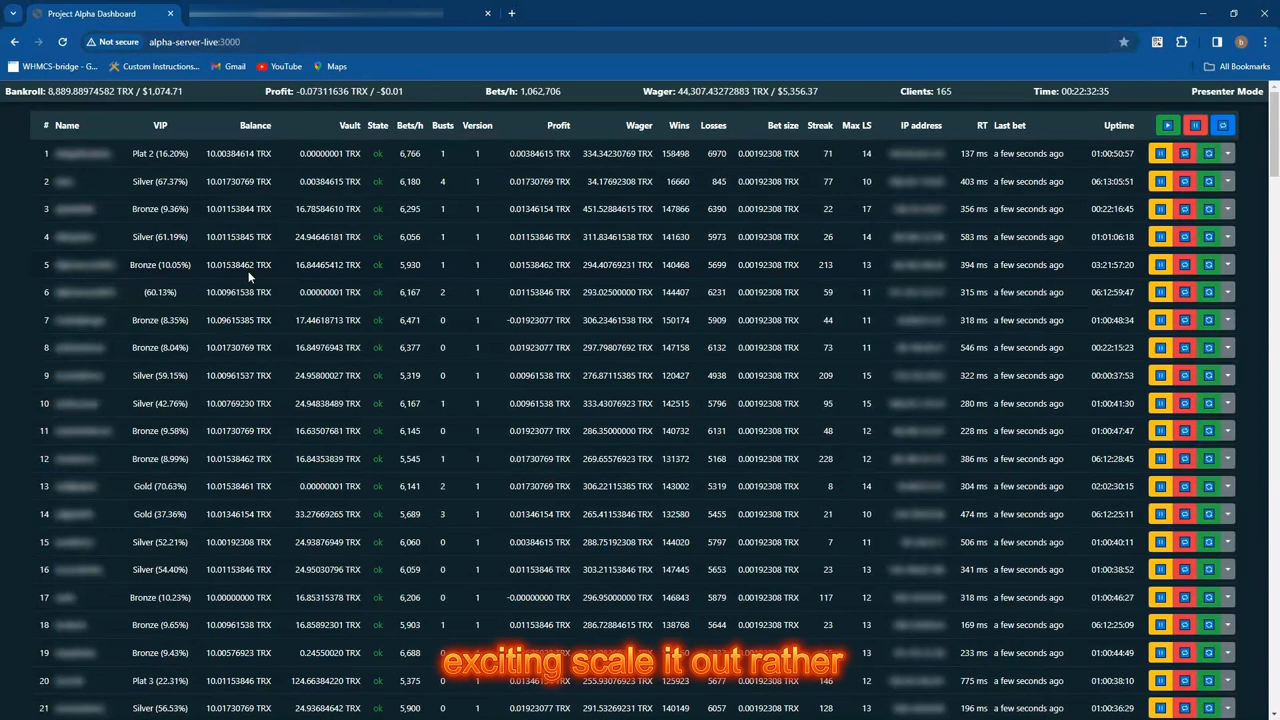 Project Alpha Dashboard
Not secure alpha-server-live:3000
WHMCS-bridge - G... Custom Instructions... Gmail YouTube Maps All Bookmarks
Bankroll: 8,889.88974582 TRX / $1,074.71 Profit: -0.07311636 TRX / -$0.01 Bets/h: 1,062,706 Wager: 44,307.43272883 TRX / $5,356.37 Clients: 165 Time: 00:22:32:35 Presenter Mode
# Name VIP Balance Vault State Bets/h Busts Version Profit Wager Wins Losses Bet size Streak Max LS IP address RT Last bet Uptime
1 Plat 2 (16.20%) 10.00384614 TRX 0.00000001 TRX ok 6,766 1 1 0.00384615 TRX 334.34230769 TRX 158498 6970 0.00192308 TRX 71 14 137 ms a few seconds ago 01:00:50:57
2 Silver (67.37%) 10.01730769 TRX 0.00384615 TRX ok 6,180 4 1 0.01730769 TRX 34.17692308 TRX 16660 745 0.00192308 TRX 77 10 403 ms a few seconds ago 06:13:05:51
3 Bronze (9.36%) 10.01153844 TRX 16.78584610 TRX ok 6,295 1 1 0.01346154 TRX 451.52884615 TRX 147866 6390 0.00192308 TRX 22 17 356 ms a few seconds ago 00:22:16:45
4 Silver (61.19%) 10.01153845 TRX 24.94646181 TRX ok 6,056 1 1 0.01153846 TRX 311.83461538 TRX 141630 5973 0.00192308 TRX 26 14 583 ms a few seconds ago 01:01:06:18
5 Bronze (10.05%) 10.01538462 TRX 16.84465412 TRX ok 5,930 1 1 0.01538462 TRX 294.40769231 TRX 140468 5699 0.00192308 TRX 213 13 394 ms a few seconds ago 03:21:57:20
6 (60.13%) 10.00961538 TRX 0.00000001 TRX ok 6,167 2 1 0.01153846 TRX 293.02500000 TRX 144407 6231 0.00192308 TRX 59 11 315 ms a few seconds ago 06:12:59:47
7 Bronze (8.35%) 10.00961538 TRX 17.44618713 TRX ok 6,471 0 1 -0.01923077 TRX 306.23461538 TRX 150174 5909 0.00192308 TRX 44 11 318 ms a few seconds ago 01:00:48:34
8 Bronze (8.04%) 10.01730769 TRX 16.84976943 TRX ok 6,377 0 1 0.01923077 TRX 297.79807692 TRX 147158 6132 0.00192308 TRX 73 11 546 ms a few seconds ago 00:22:15:23
9 Silver (59.15%) 10.00961537 TRX 24.95800027 TRX ok 5,319 0 1 0.00961538 TRX 276.87115385 TRX 120427 4938 0.00192308 TRX 209 15 322 ms a few seconds ago 00:00:37:53
10 Silver (42.76%) 10.00769230 TRX 24.94838489 TRX ok 6,167 1 1 0.00961538 TRX 333.43076923 TRX 142515 5796 0.00192308 TRX 95 15 280 ms a few seconds ago 01:00:41:30
11 Bronze (9.58%) 10.01730769 TRX 16.63507681 TRX ok 6,145 0 1 0.01923077 TRX 286.35000000 TRX 140732 6131 0.00192308 TRX 48 12 228 ms a few seconds ago 01:00:47:47
12 Bronze (8.99%) 10.01538462 TRX 16.84353839 TRX ok 5,545 1 1 0.01538462 TRX 269.65576923 TRX 131372 5168 0.00192308 TRX 228 11 386 ms a few seconds ago 06:12:28:45
13 Gold (70.63%) 10.01538461 TRX 0.00000001 TRX ok 6,141 2 1 0.01730769 TRX 306.22115385 TRX 143002 5319 0.00192308 TRX 8 14 304 ms a few seconds ago 02:02:30:15
14 Gold (37.36%) 10.01346154 TRX 33.27669265 TRX ok 5,689 3 1 0.01346154 TRX 265.41153846 TRX 132580 5455 0.00192308 TRX 21 10 474 ms a few seconds ago 06:12:25:11
15 Silver (52.21%) 10.00192308 TRX 24.93876949 TRX ok 6,060 0 1 0.00384615 TRX 288.75192308 TRX 144020 5797 0.00192308 TRX 7 11 506 ms a few seconds ago 01:00:40:11
16 Silver (54.40%) 10.01153846 TRX 24.95030796 TRX ok 6,059 0 1 0.01153846 TRX 303.21153846 TRX 147445 5965 0.00192308 TRX 23 13 341 ms a few seconds ago 01:00:38:52
17 Bronze (10.23%) 10.00000000 TRX 16.85315378 TRX ok 6,206 0 1 -0.00000000 TRX 296.95000000 TRX 146843 5879 0.00192308 TRX 117 12 318 ms a few seconds ago 01:00:46:27
18 Bronze (9.65%) 10.00961538 TRX 16.85892301 TRX ok 5,903 1 1 0.01153846 TRX 286.72884615 TRX 138768 5644 0.00192308 TRX 23 13 169 ms a few seconds ago 06:12:25:09
19 Bronze (9.44%) 10.00961538 TRX 0.24550000 TRX ok 6,688 233 ms a few seconds ago 01:00:44:50
20 Plat 3 (22.31%) 124.66384220 TRX ok 5,375 0 1 255.93076923 TRX 125923 0.00192308 TRX 146 12 775 ms a few seconds ago 01:00:38:10
21 Silver (56.53%) 10.01153846 TRX 24.93684642 TRX ok 5,900 0 1 0.01153846 TRX 291.53269231 TRX 140149 5653 0.00192308 TRX 128 13 196 ms a few seconds ago 01:00:36:29
exciting scale it out rather